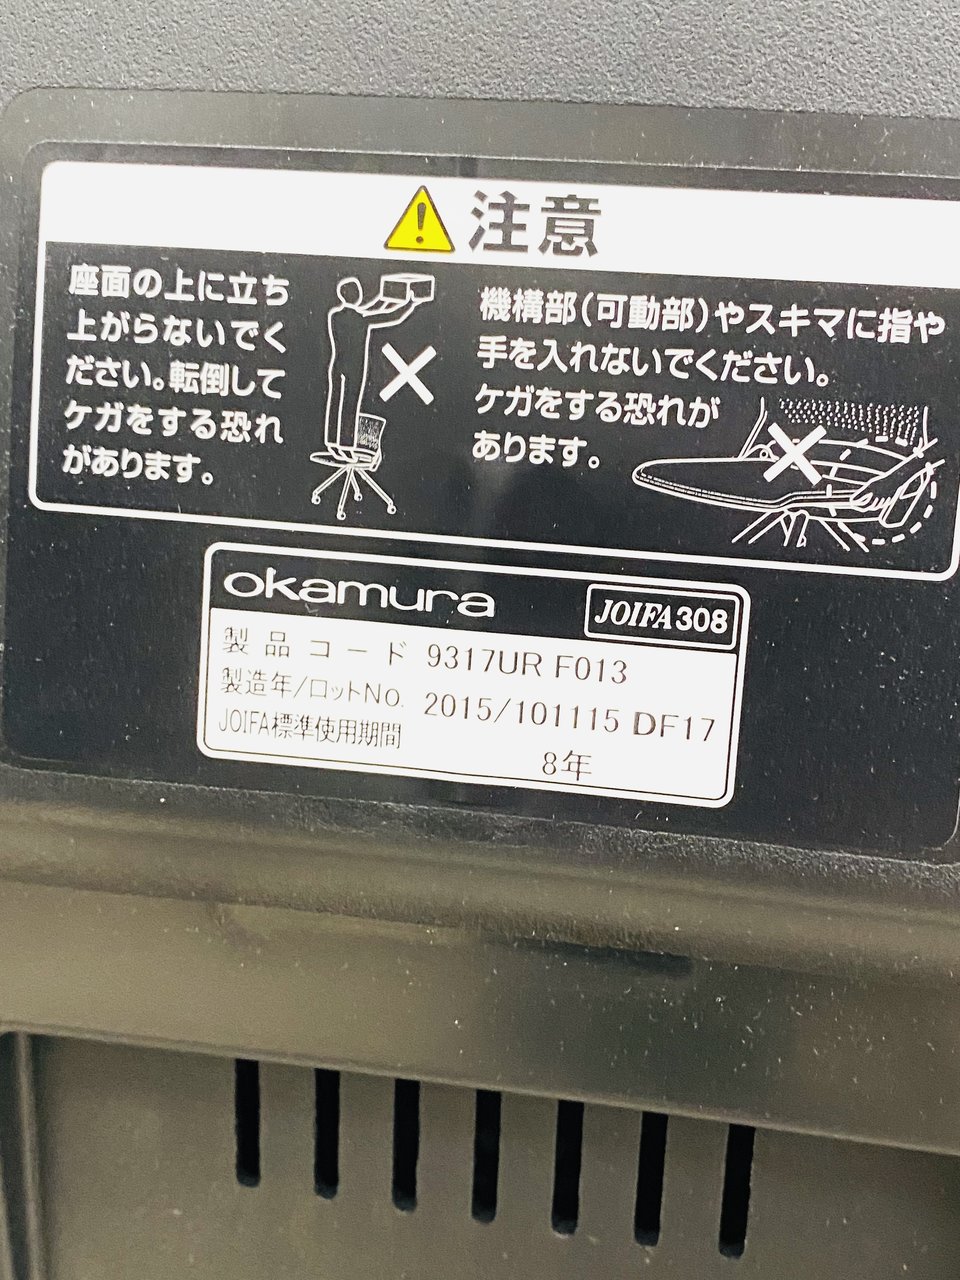 注意
座面の上に立ち
上がらないでく
ださい。転倒して
ケガをする恐れ
があります。
機構部(可動部)やスキマに指や
手を入れないでください。
ケガをする恐れが
あります。
okamura
JOIFA308
製品コード 9317UR F013
製造年/ロットNo. 2015/101115 DF17
JOIFA標準使用期間 8年